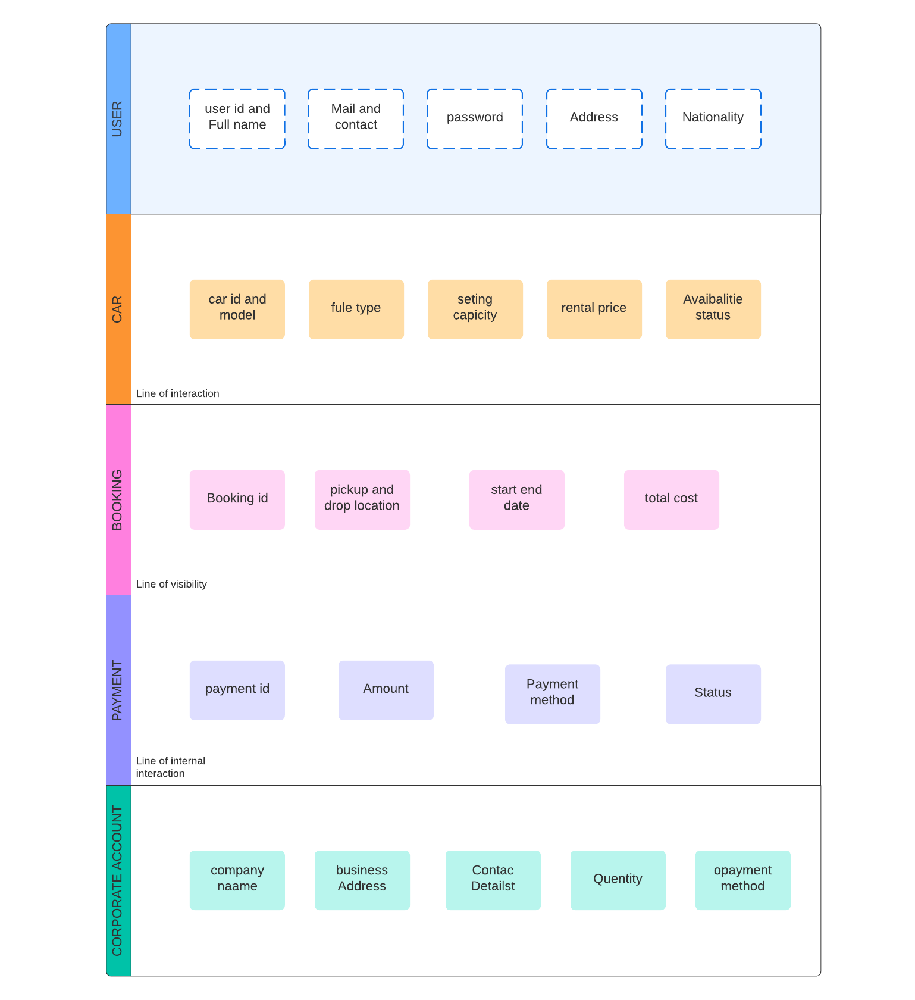 USER
user id and
Full name
Mail and
contact
password
Address
Nationality
CAR
car id and
model
fule type
seting
capicity
rental price
Avaibalitie
status
Line of interaction
BOOKING
Booking id
pickup and
drop location
start end
date
total cost
Line of visibility
PAYMENT
payment id
Amount
Payment
method
Status
Line of internal
interaction
CORPORATE ACCOUNT
company
naame
business
Address
Contac
Detailst
Quentity
opayment
method